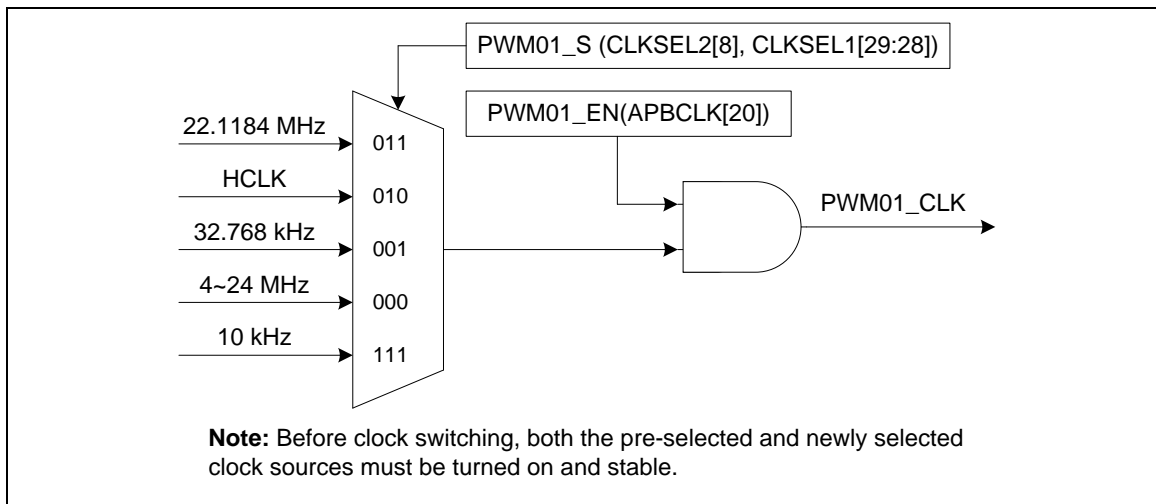 PWM01_S (CLKSEL2[8], CLKSEL1[29:28])
PWM01_EN(APBCLK[20])
22.1184 MHz
011
HCLK
010
32.768 kHz
001
4~24 MHz
000
10 kHz
111
PWM01_CLK
Note: Before clock switching, both the pre-selected and newly selected
clock sources must be turned on and stable.